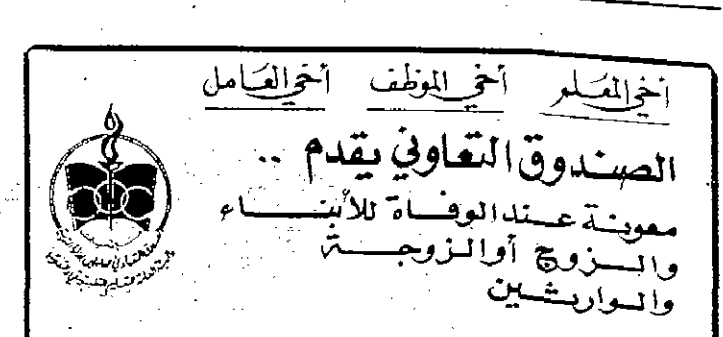 أخي المعلم أخي الموظف أخي العامل
الصندوق التعاوني يقدم ..
معونة عند الوفاة للأبناء
والزوج أو الزوجة
والوارثين